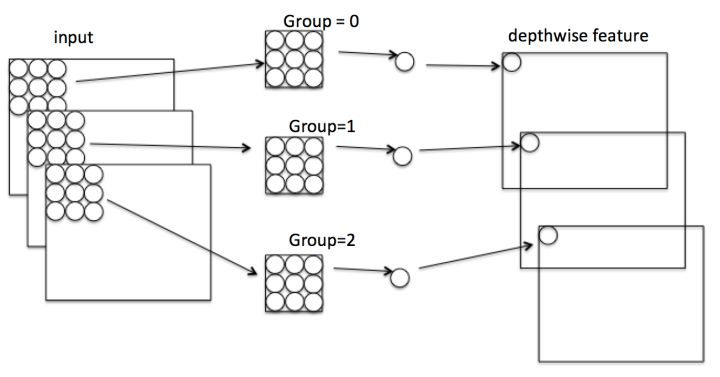 input
Group = 0
depthwise feature
Group=1
Group=2